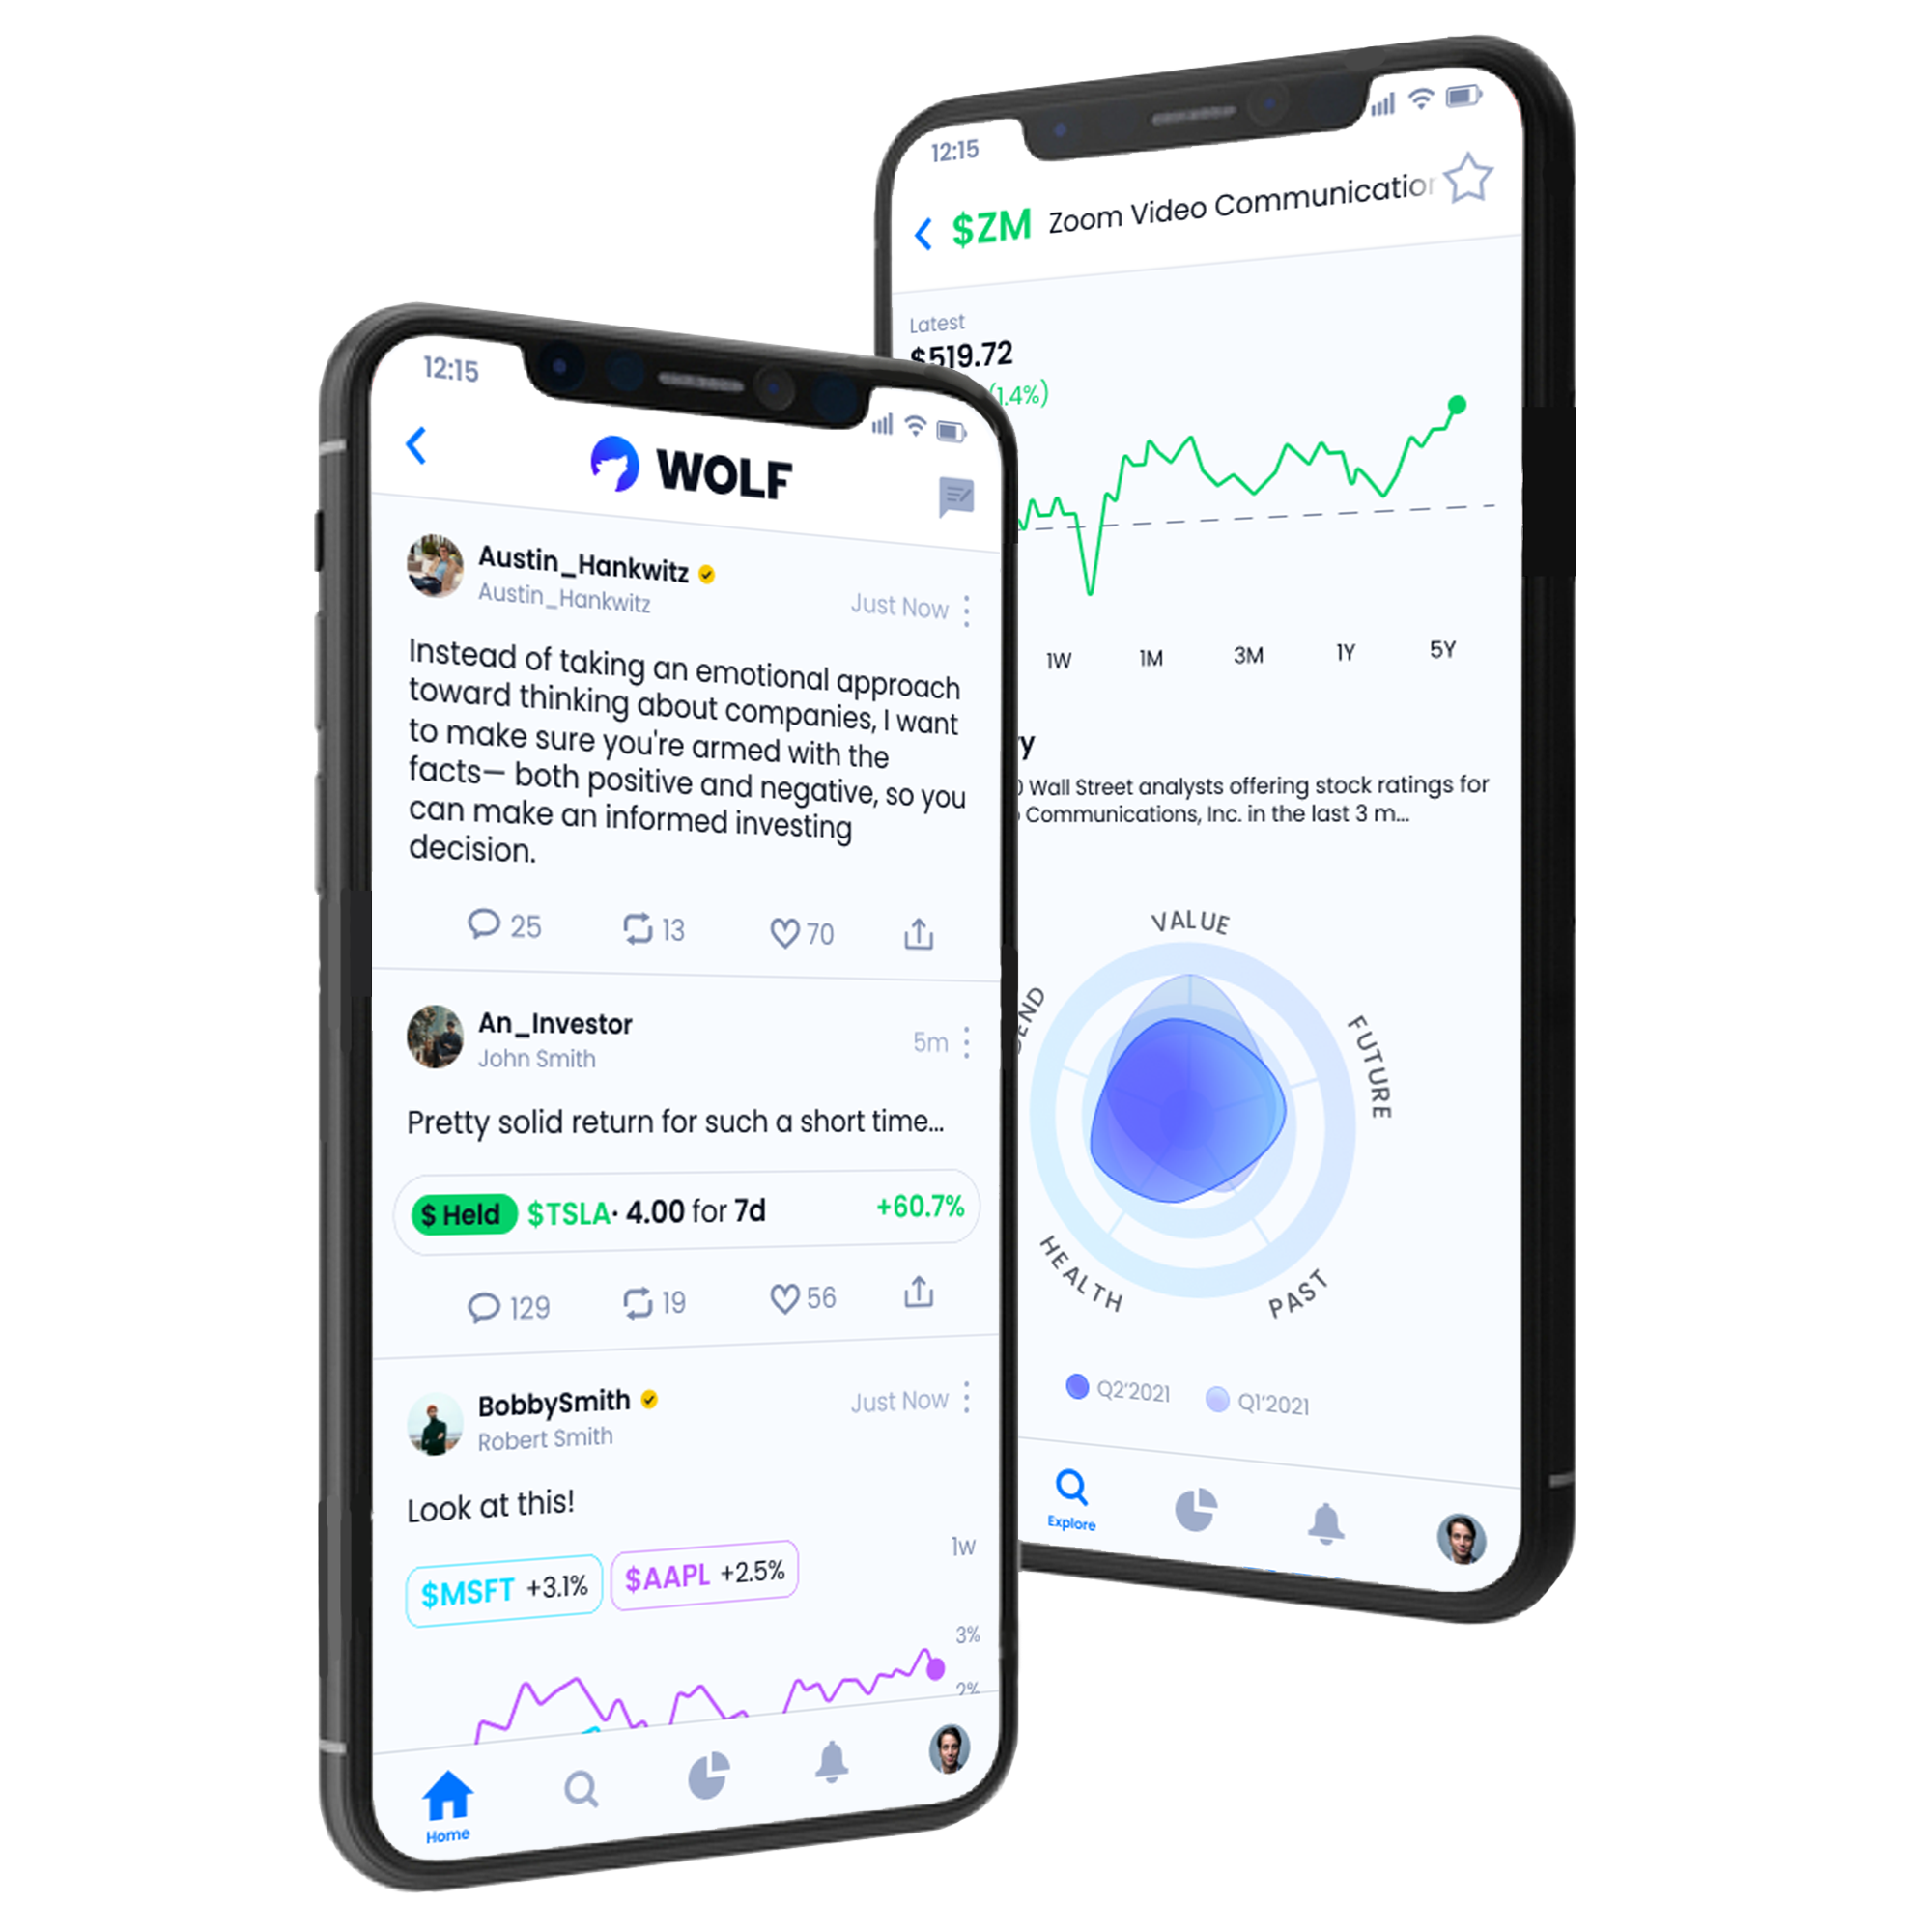 12:15
WOLF
Austin_Hankwitz
Austin_Hankwitz
Just Now
Instead of taking an emotional approach
toward thinking about companies, I want
to make sure you're armed with the
facts— both positive and negative, so you
can make an informed investing
decision.
25
13
70
An_Investor
John Smith
5m
Pretty solid return for such a short time...
$ Held $TSLA· 4.00 for 7d +60.7%
129
19
56
BobbySmith
Robert Smith
Just Now
Look at this!
1w
$MSFT +3.1%
$AAPL +2.5%
3%
2%
Home
12:15
$ZM Zoom Video Communication
Latest
$519.72
(1.4%)
1W
1M
3M
1Y
5Y
Wall Street analysts offering stock ratings for
Communications, Inc. in the last 3 m...
VALUE
FUTURE
PAST
HEALTH
Q2'2021
Q1'2021
Explore